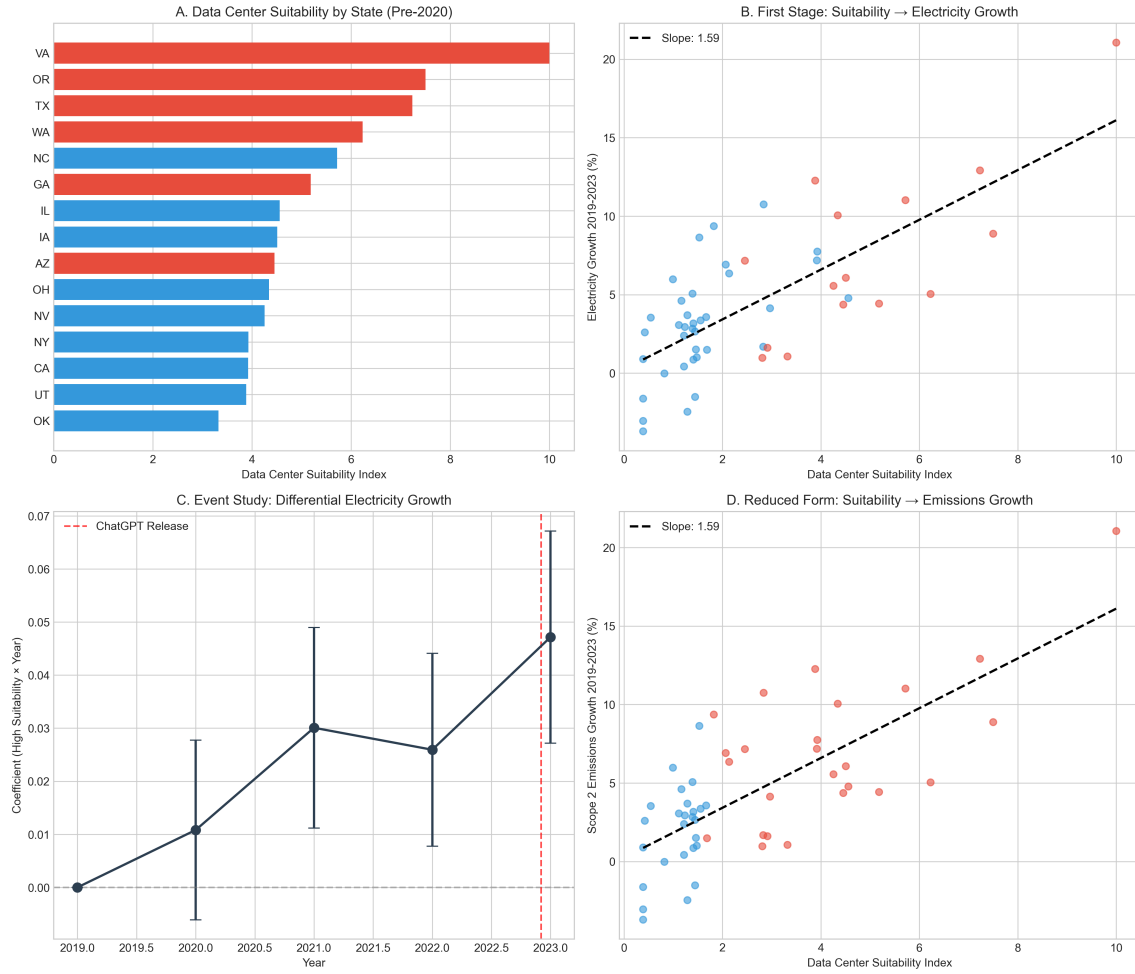 A. Data Center Suitability by State (Pre-2020)
VA
OR
TX
WA
NC
GA
IL
IA
AZ
OH
NV
NY
CA
UT
OK
0 2 4 6 8 10
Data Center Suitability Index
B. First Stage: Suitability → Electricity Growth
Slope: 1.59
Electricity Growth 2019-2023 (%)
20
15
10
5
0
0 2 4 6 8 10
Data Center Suitability Index
C. Event Study: Differential Electricity Growth
ChatGPT Release
Coefficient (High Suitability × Year)
0.07
0.06
0.05
0.04
0.03
0.02
0.01
0.00
2019.0 2019.5 2020.0 2020.5 2021.0 2021.5 2022.0 2022.5 2023.0
Year
D. Reduced Form: Suitability → Emissions Growth
Slope: 1.59
Scope 2 Emissions Growth 2019-2023 (%)
20
15
10
5
0
0 2 4 6 8 10
Data Center Suitability Index